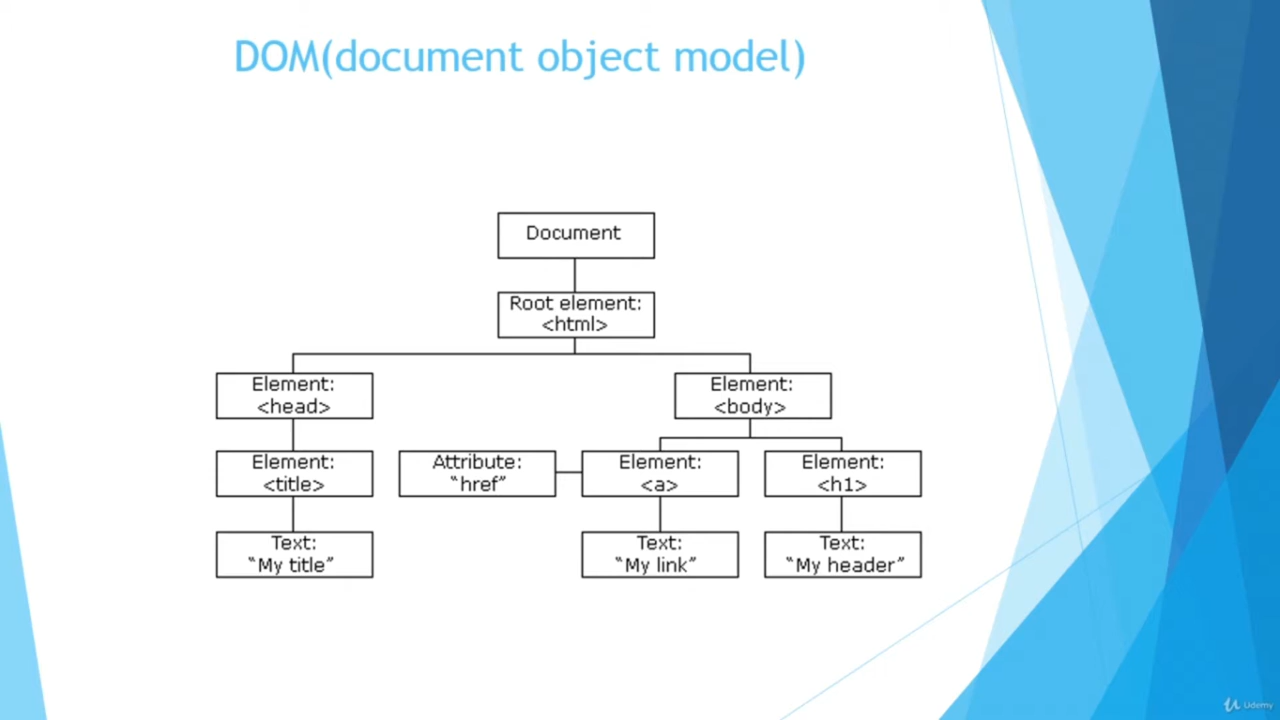 DOM(document object model)
Document
Root element:
<html>
Element:
<head>
Element:
<body>
Element:
<title>
Attribute:
“href”
Element:
<a>
Element:
<h1>
Text:
“My title”
Text:
“My link”
Text:
“My header”
Udemy